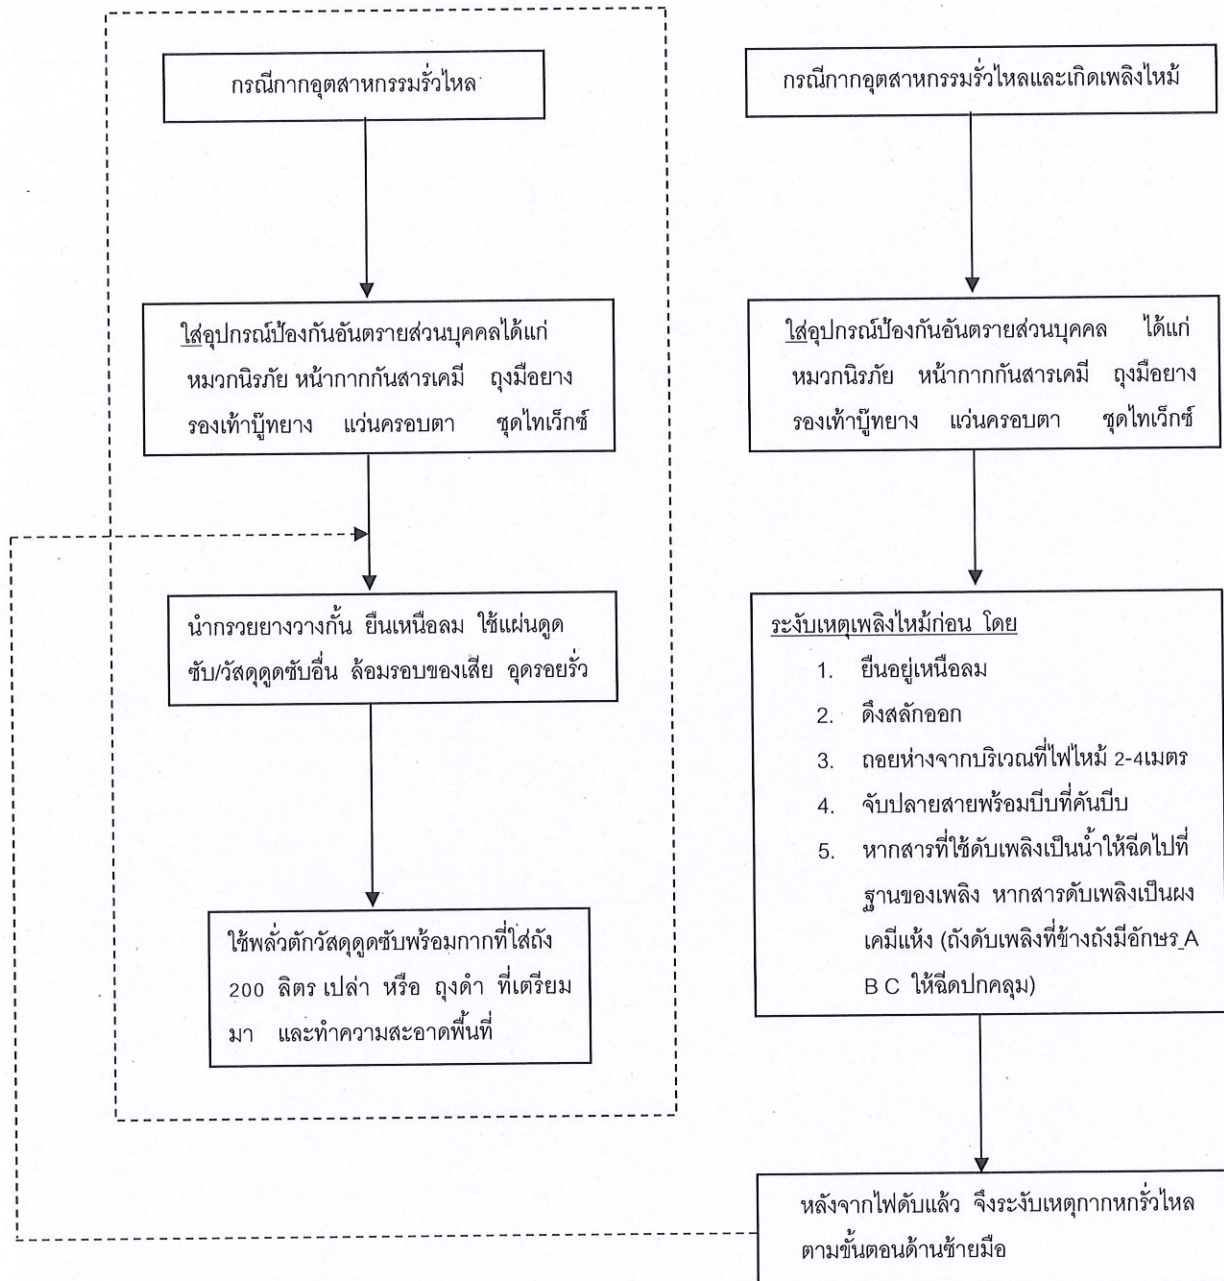 กรณีกากอุตสาหกรรมรั่วไหล
ใส่อุปกรณ์ป้องกันอันตรายส่วนบุคคลได้แก่
หมวกนิรภัย หน้ากากกันสารเคมี ถุงมือยาง
รองเท้าบู๊ทยาง แว่นครอบตา ชุดไทเว็กซ์
นำกรวยยางวางกั้น ยืนเหนือลม ใช้แผ่นดูด
ซับ/วัสดุดูดซับอื่น ล้อมรอบของเสีย อุดรอยรั่ว
ใช้พลั่วตักวัสดุดูดซับพร้อมกากที่ใส่ถัง
200 ลิตร เปล่า หรือ ถุงดำ ที่เตรียม
มา และทำความสะอาดพื้นที่
กรณีกากอุตสาหกรรมรั่วไหลและเกิดเพลิงไหม้
ใส่อุปกรณ์ป้องกันอันตรายส่วนบุคคล ได้แก่
หมวกนิรภัย หน้ากากกันสารเคมี ถุงมือยาง
รองเท้าบู๊ทยาง แว่นครอบตา ชุดไทเว็กซ์
ระงับเหตุเพลิงไหม้ก่อน โดย
1. ยืนอยู่เหนือลม
2. ดึงสลักออก
3. ถอยห่างจากบริเวณที่ไฟไหม้ 2-4เมตร
4. จับปลายสายพร้อมบีบที่คันบีบ
5. หากสารที่ใช้ดับเพลิงเป็นน้ำให้ฉีดไปที่
ฐานของเพลิง หากสารดับเพลิงเป็นผง
เคมีแห้ง (ถังดับเพลิงที่ข้างถังมีอักษร A
B C ให้ฉีดปกคลุม)
หลังจากไฟดับแล้ว จึงระงับเหตุกากหกรั่วไหล
ตามขั้นตอนด้านซ้ายมือ